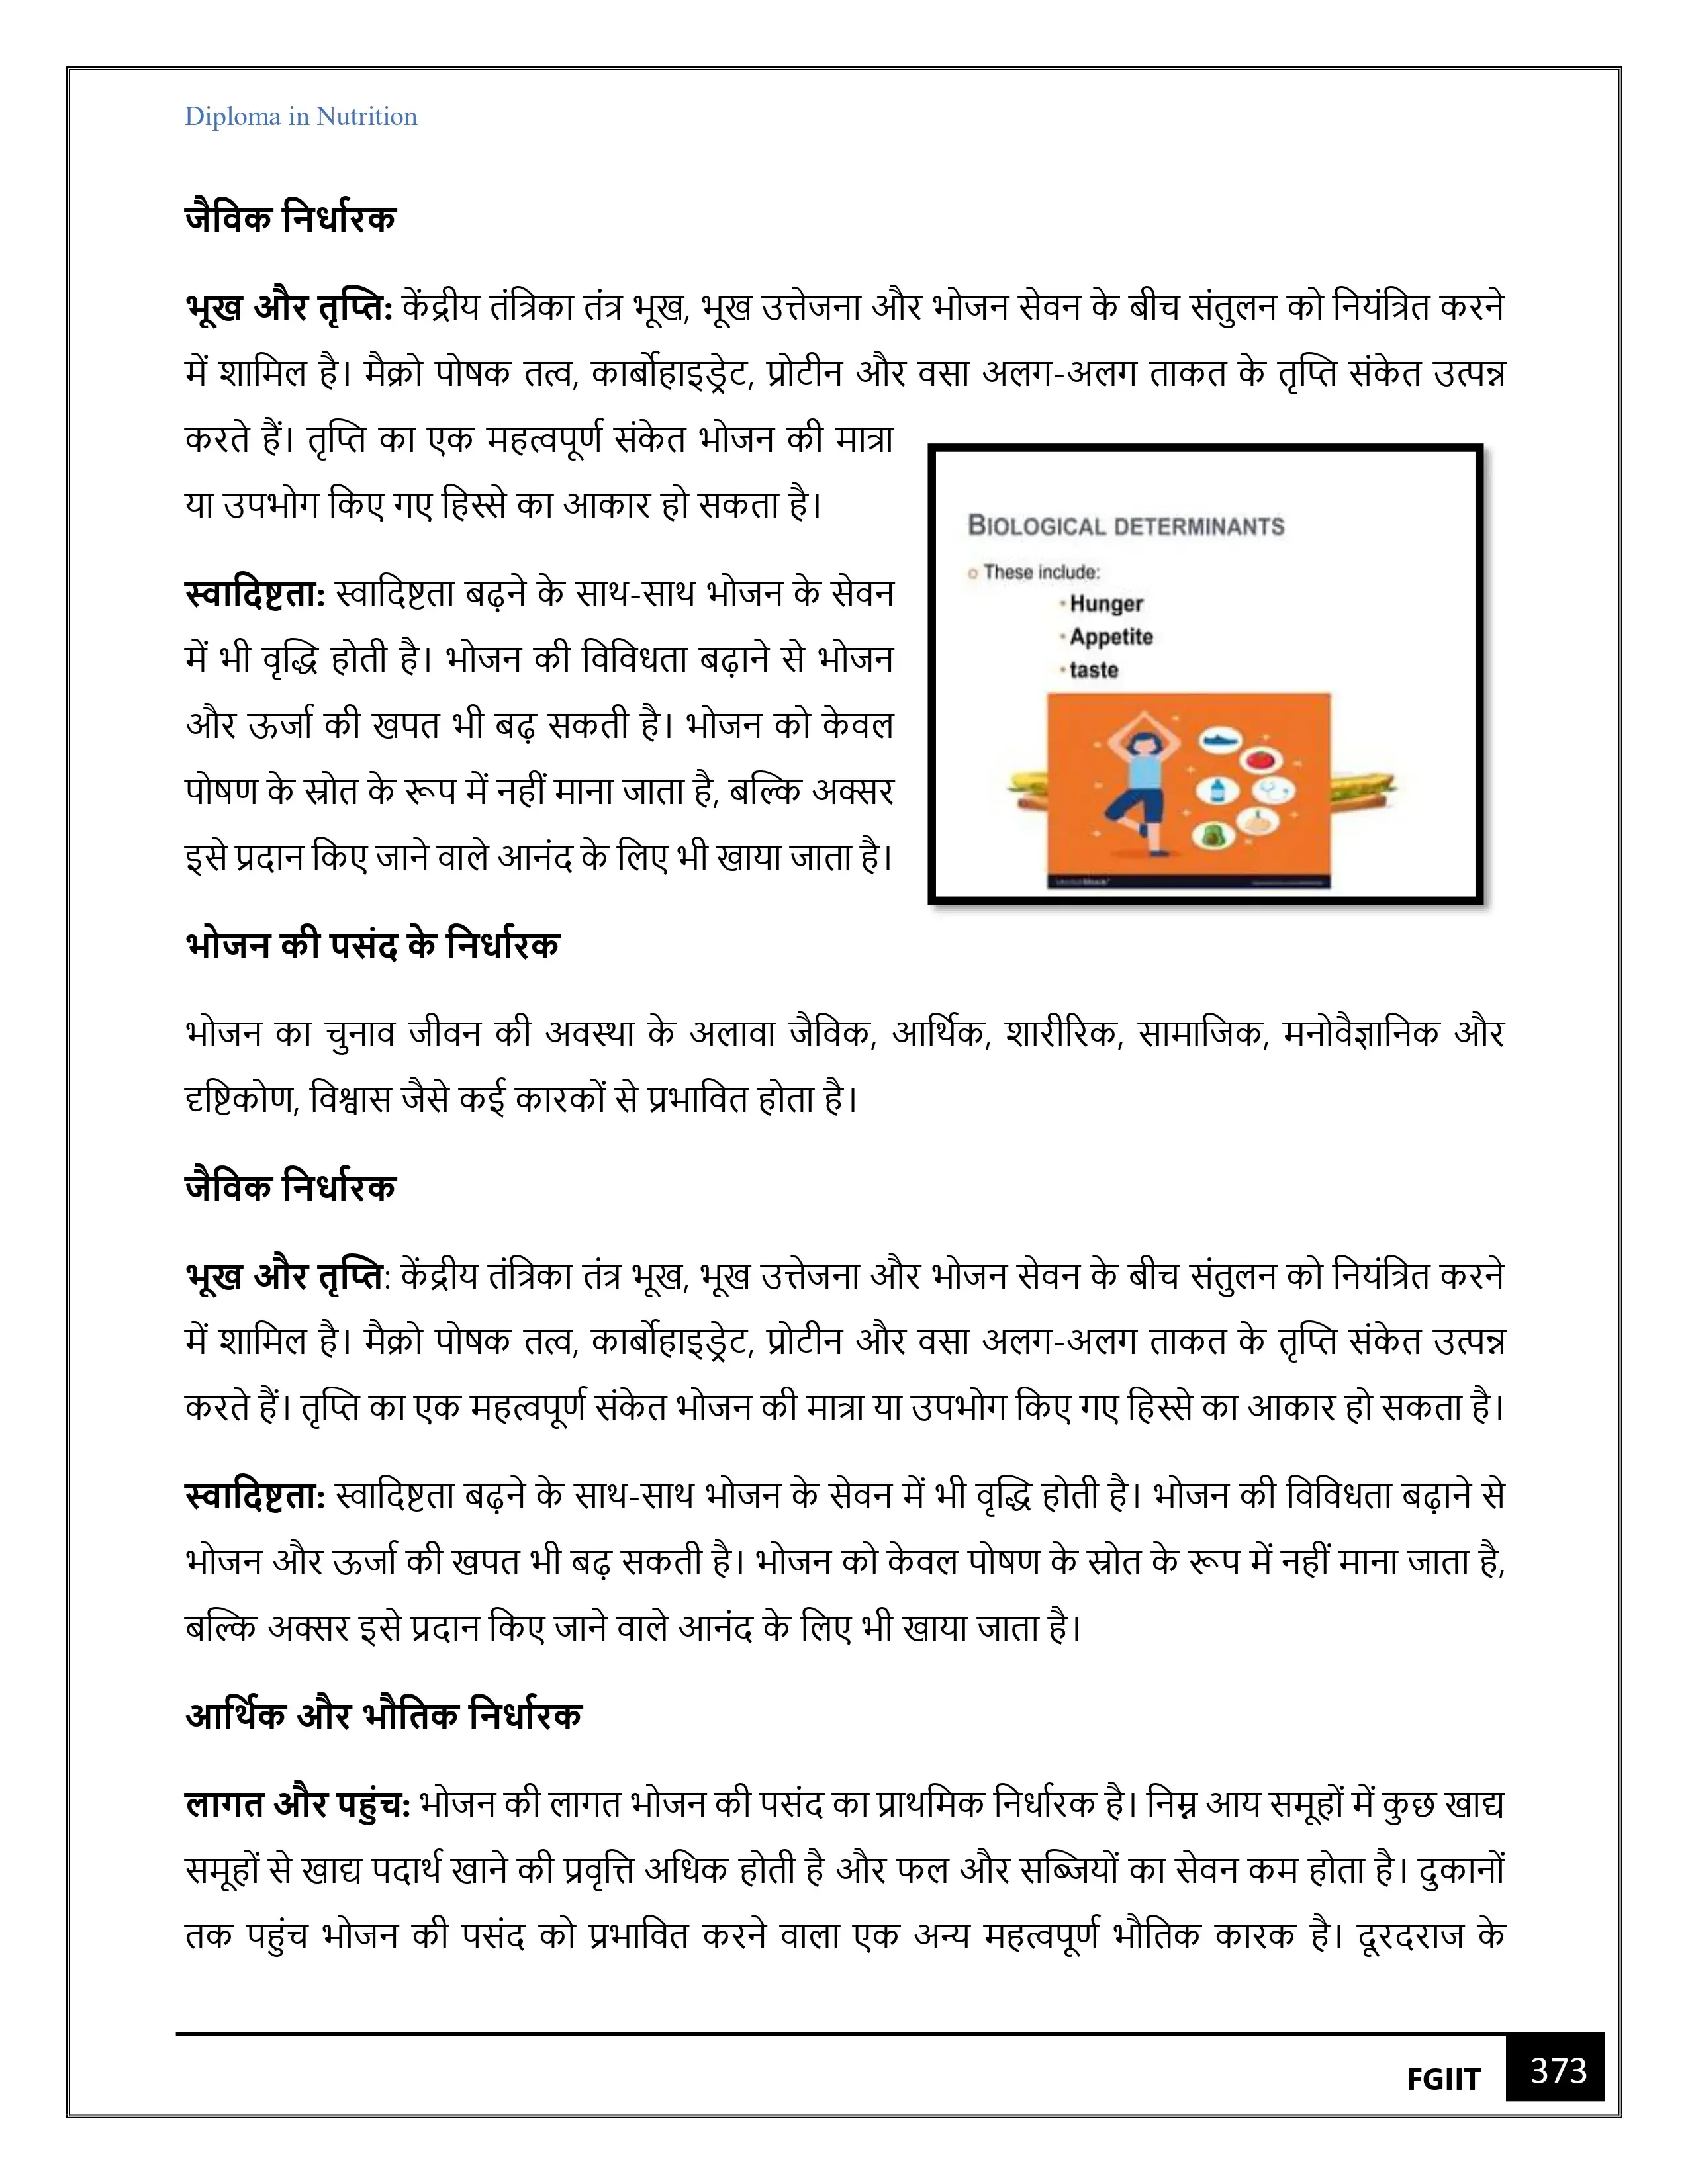 Diploma in Nutrition
जैविक निर्धारक
भूख और तृप्ति: केंद्रीय तंत्रिका तंत्र भूख, भूख उत्तेजना और भोजन सेवन के बीच संतुलन को नियंत्रित करने
में शामिल है। मैक्रो पोषक तत्व, कार्बोहाइड्रेट, प्रोटीन और वसा अलग-अलग ताकत के तृप्ति संकेत उत्पन्न
करते हैं। तृप्ति का एक महत्वपूर्ण संकेत भोजन की मात्रा
या उपभोग किए गए हिस्से का आकार हो सकता है।
स्वादिष्टता: स्वादिष्टता बढ़ने के साथ-साथ भोजन के सेवन
में भी वृद्धि होती है। भोजन की विविधता बढ़ाने से भोजन
और ऊर्जा की खपत भी बढ़ सकती है। भोजन को केवल
पोषण के स्रोत के रूप में नहीं माना जाता है, बल्कि अक्सर
इसे प्रदान किए जाने वाले आनंद के लिए भी खाया जाता है।
BIOLOGICAL DETERMINANTS
These include:
Hunger
Appetite
taste
भोजन की पसंद के निर्धारक
भोजन का चुनाव जीवन की अवस्था के अलावा जैविक, आर्थिक, शारीरिक, सामाजिक, मनोवैज्ञानिक और
दृष्टिकोण, विश्वास जैसे कई कारकों से प्रभावित होता है।
जैविक निर्धारक
भूख और तृप्ति: केंद्रीय तंत्रिका तंत्र भूख, भूख उत्तेजना और भोजन सेवन के बीच संतुलन को नियंत्रित करने
में शामिल है। मैक्रो पोषक तत्व, कार्बोहाइड्रेट, प्रोटीन और वसा अलग-अलग ताकत के तृप्ति संकेत उत्पन्न
करते हैं। तृप्ति का एक महत्वपूर्ण संकेत भोजन की मात्रा या उपभोग किए गए हिस्से का आकार हो सकता है।
स्वादिष्टता: स्वादिष्टता बढ़ने के साथ-साथ भोजन के सेवन में भी वृद्धि होती है। भोजन की विविधता बढ़ाने से
भोजन और ऊर्जा की खपत भी बढ़ सकती है। भोजन को केवल पोषण के स्रोत के रूप में नहीं माना जाता है,
बल्कि अक्सर इसे प्रदान किए जाने वाले आनंद के लिए भी खाया जाता है।
आर्थिक और भौतिक निर्धारक
लागत और पहुंच: भोजन की लागत भोजन की पसंद का प्राथमिक निर्धारक है। निम्न आय समूहों में कुछ खाद्य
समूहों से खाद्य पदार्थ खाने की प्रवृत्ति अधिक होती है और फल और सब्जियों का सेवन कम होता है। दुकानों
तक पहुंच भोजन की पसंद को प्रभावित करने वाला एक अन्य महत्वपूर्ण भौतिक कारक है। दूरदराज के
FGIIT 373